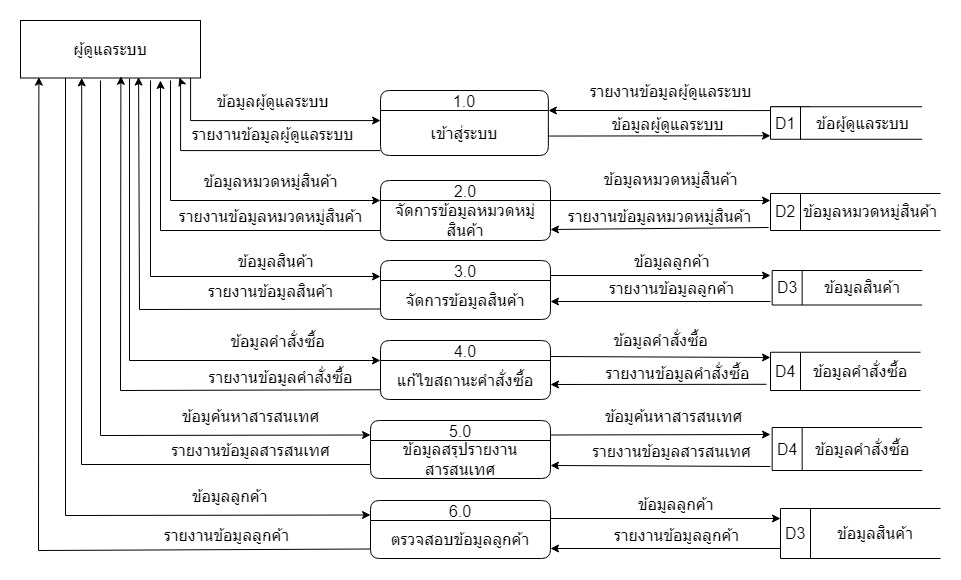 ผู้ดูแลระบบ
ข้อมูลผู้ดูแลระบบ
รายงานข้อมูลผู้ดูแลระบบ
1.0
เข้าสู่ระบบ
รายงานข้อมูลผู้ดูแลระบบ
ข้อมูลผู้ดูแลระบบ
D1
ข้อผู้ดูแลระบบ
ข้อมูลหมวดหมู่สินค้า
รายงานข้อมูลหมวดหมู่สินค้า
2.0
จัดการข้อมูลหมวดหมู่
สินค้า
ข้อมูลหมวดหมู่สินค้า
รายงานข้อมูลหมวดหมู่สินค้า
D2
ข้อมูลหมวดหมู่สินค้า
ข้อมูลสินค้า
รายงานข้อมูลสินค้า
3.0
จัดการข้อมูลสินค้า
ข้อมูลลูกค้า
รายงานข้อมูลลูกค้า
D3
ข้อมูลสินค้า
ข้อมูลคำสั่งซื้อ
รายงานข้อมูลคำสั่งซื้อ
4.0
แก้ไขสถานะคำสั่งซื้อ
ข้อมูลคำสั่งซื้อ
รายงานข้อมูลคำสั่งซื้อ
D4
ข้อมูลคำสั่งซื้อ
ข้อมูค้นหาสารสนเทศ
รายงานข้อมูลสารสนเทศ
5.0
ข้อมูลสรุปรายงาน
สารสนเทศ
ข้อมูค้นหาสารสนเทศ
รายงานข้อมูลสารสนเทศ
D4
ข้อมูลคำสั่งซื้อ
ข้อมูลลูกค้า
รายงานข้อมูลลูกค้า
6.0
ตรวจสอบข้อมูลลูกค้า
ข้อมูลลูกค้า
รายงานข้อมูลลูกค้า
D3
ข้อมูลสินค้า